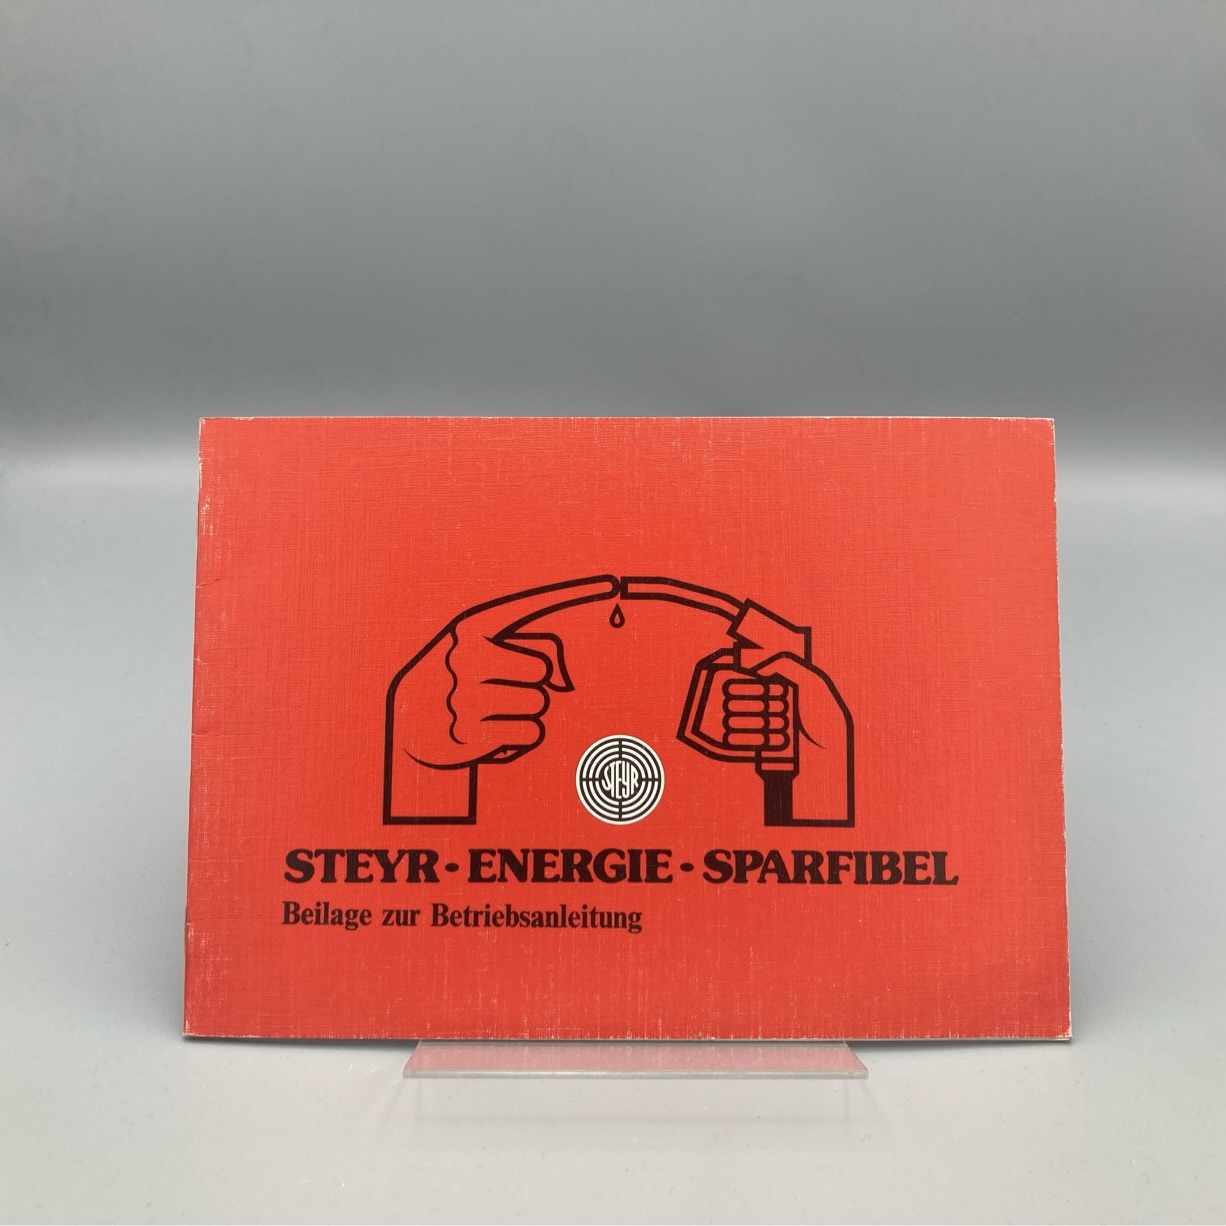 STEYR
STEYR • ENERGIE • SPARFIBEL
Beilage zur Betriebsanleitung